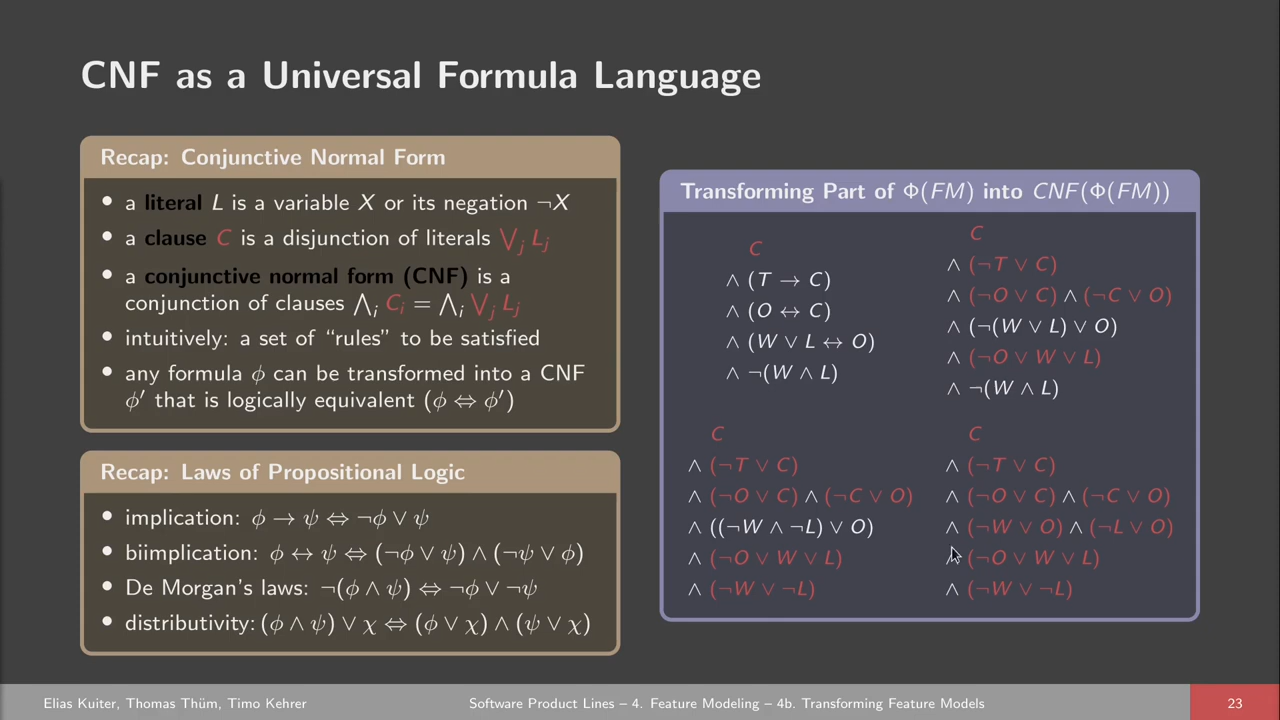 CNF as a Universal Formula Language
Recap: Conjunctive Normal Form
• a literal L is a variable X or its negation ¬X
• a clause C is a disjunction of literals ⋁ⱼ Lⱼ
• a conjunctive normal form (CNF) is a
conjunction of clauses ⋀ᵢ Cᵢ = ⋀ᵢ ⋁ⱼ Lⱼ
• intuitively: a set of “rules” to be satisfied
• any formula ϕ can be transformed into a CNF
ϕ′ that is logically equivalent (ϕ ⇔ ϕ′)
Recap: Laws of Propositional Logic
• implication: ϕ → ψ ⇔ ¬ϕ ∨ ψ
• biimplication: ϕ ↔ ψ ⇔ (¬ϕ ∨ ψ) ∧ (¬ψ ∨ ϕ)
• De Morgan’s laws: ¬(ϕ ∧ ψ) ⇔ ¬ϕ ∨ ¬ψ
• distributivity: (ϕ ∧ ψ) ∨ χ ⇔ (ϕ ∨ χ) ∧ (ψ ∨ χ)
Transforming Part of Φ(FM) into CNF(Φ(FM))
C
∧ (T → C)
∧ (O ↔ C)
∧ (W ∨ L ↔ O)
∧ ¬(W ∧ L)
C
∧ (¬T ∨ C)
∧ (¬O ∨ C) ∧ (¬C ∨ O)
∧ (¬(W ∨ L) ∨ O)
∧ (¬O ∨ W ∨ L)
∧ ¬(W ∧ L)
C
∧ (¬T ∨ C)
∧ (¬O ∨ C) ∧ (¬C ∨ O)
∧ ((¬W ∧ ¬L) ∨ O)
∧ (¬O ∨ W ∨ L)
∧ (¬W ∨ ¬L)
C
∧ (¬T ∨ C)
∧ (¬O ∨ C) ∧ (¬C ∨ O)
∧ (¬W ∨ O) ∧ (¬L ∨ O)
∧ (¬O ∨ W ∨ L)
∧ (¬W ∨ ¬L)
Elias Kuiter, Thomas Thüm, Timo Kehrer
Software Product Lines – 4. Feature Modeling – 4b. Transforming Feature Models
23